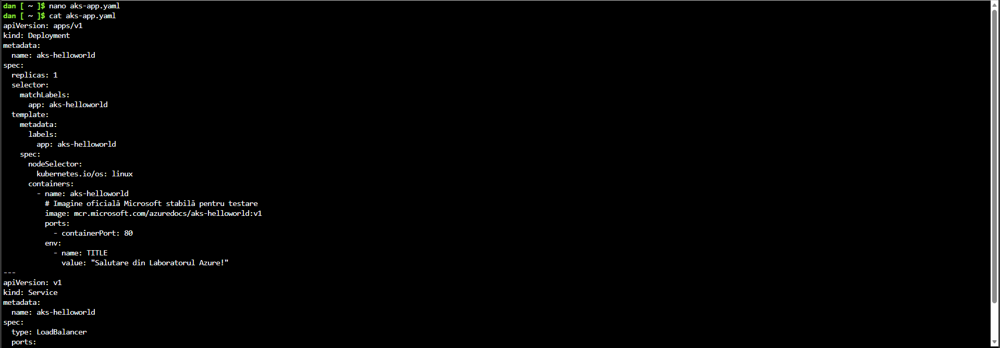 dan [ ~ ]$ nano aks-app.yaml
dan [ ~ ]$ cat aks-app.yaml
apiVersion: apps/v1
kind: Deployment
metadata:
  name: aks-helloworld
spec:
  replicas: 1
  selector:
    matchLabels:
      app: aks-helloworld
  template:
    metadata:
      labels:
        app: aks-helloworld
    spec:
      nodeSelector:
        kubernetes.io/os: linux
      containers:
        - name: aks-helloworld
          # Imagine oficială Microsoft stabilă pentru testare
          image: mcr.microsoft.com/azuredocs/aks-helloworld:v1
          ports:
            - containerPort: 80
          env:
            - name: TITLE
              value: "Salutare din Laboratorul Azure!"
---
apiVersion: v1
kind: Service
metadata:
  name: aks-helloworld
spec:
  type: LoadBalancer
  ports: